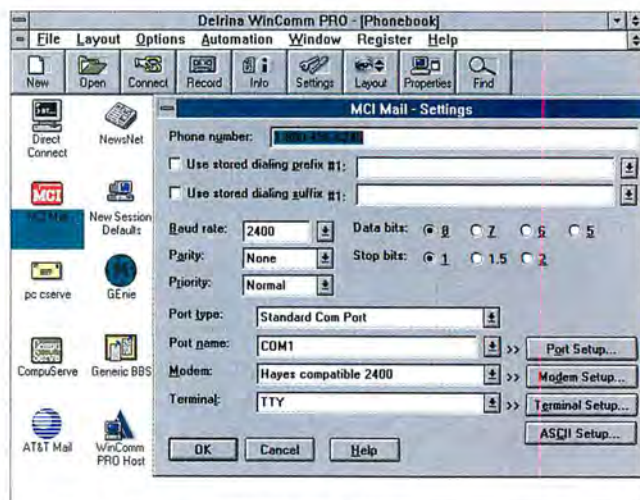 Delrina WinComm PRO - [Phonebook]
File Layout Options Automation Window Register Help
New Open Connect Record Info Settings Layout Properties Find
Direct Connect
NewsNet
MCI
MCI Mail
New Session Defaults
pc cserve
GEnie
CompuServe
Generic BBS
AT&T Mail
WinComm PRO Host
MCI Mail - Settings
Phone number:
Use stored dialing prefix #1:
Use stored dialing suffix #1:
Baud rate: 2400
Data bits: 8 7 6 5
Parity: None
Stop bits: 1 1.5 2
Priority: Normal
Port type: Standard Com Port
Port name: COM1 >> Port Setup...
Modem: Hayes compatible 2400 >> Modem Setup...
Terminal: TTY >> Terminal Setup...
ASCII Setup...
OK Cancel Help